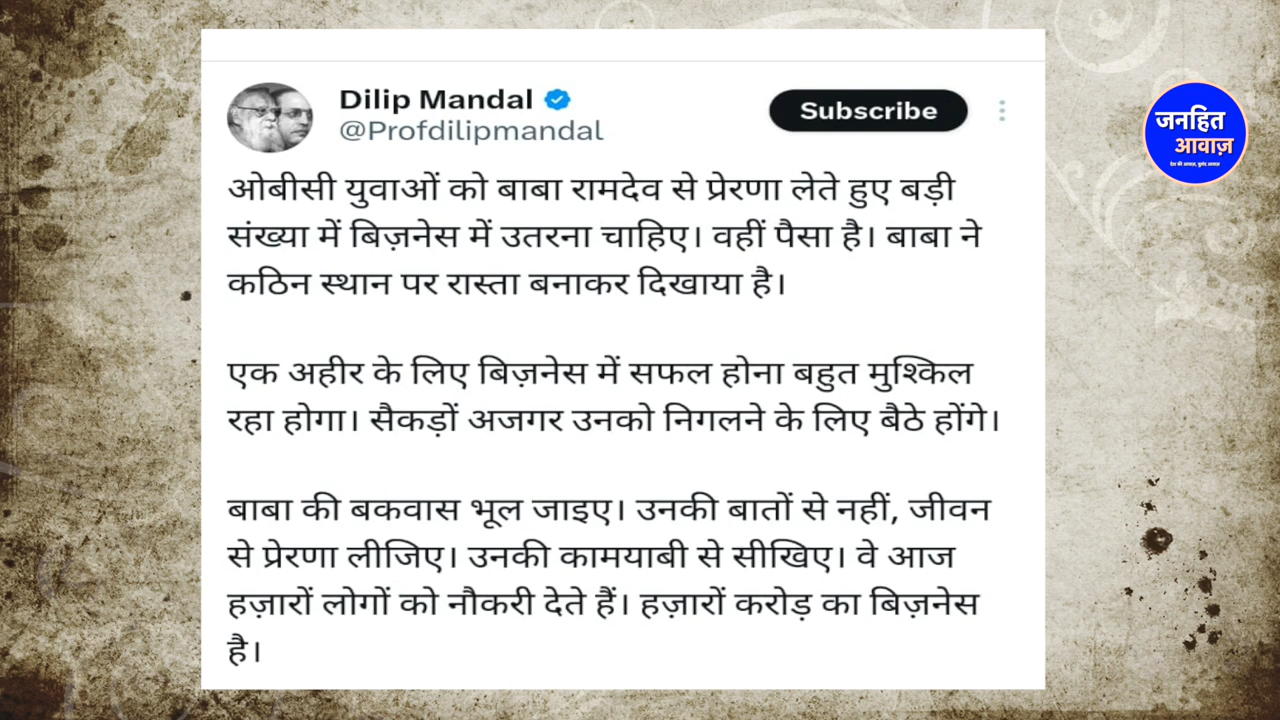 Dilip Mandal
@Profdilipmandal
Subscribe
जनहित
आवाज़
देश की आवाज़, बुलंद आवाज़
ओबीसी युवाओं को बाबा रामदेव से प्रेरणा लेते हुए बड़ी
संख्या में बिज़नेस में उतरना चाहिए। वहीं पैसा है। बाबा ने
कठिन स्थान पर रास्ता बनाकर दिखाया है।
एक अहीर के लिए बिज़नेस में सफल होना बहुत मुश्किल
रहा होगा। सैकड़ों अजगर उनको निगलने के लिए बैठे होंगे।
बाबा की बकवास भूल जाइए। उनकी बातों से नहीं, जीवन
से प्रेरणा लीजिए। उनकी कामयाबी से सीखिए। वे आज
हज़ारों लोगों को नौकरी देते हैं। हज़ारों करोड़ का बिज़नेस
है।